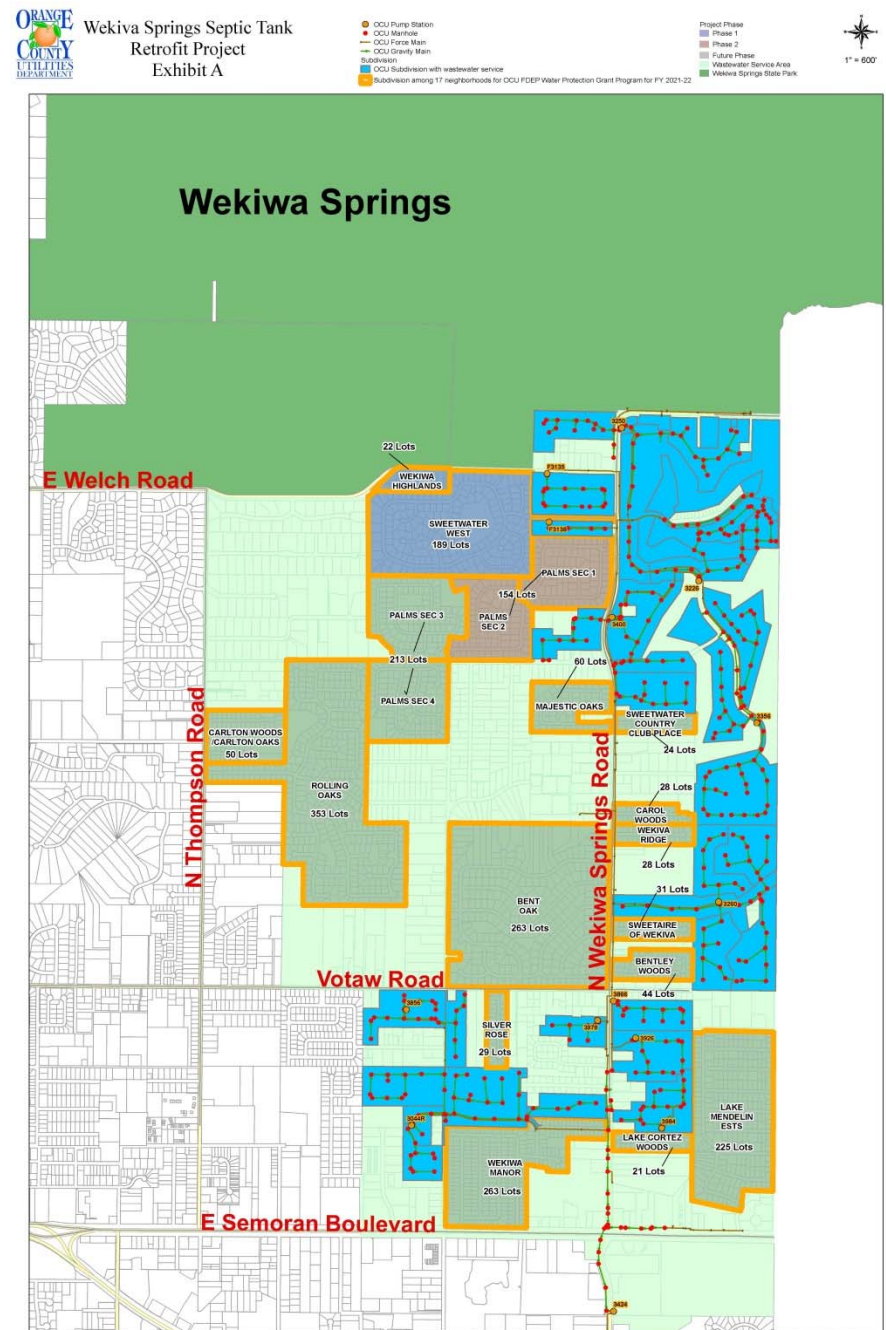 ORANGE
COUNTY
UTILITIES
DEPARTMENT
Wekiva Springs Septic Tank
Retrofit Project
Exhibit A
OCU Pump Station
OCU Manhole
OCU Force Main
OCU Gravity Main
Subdivision
OCU Subdivision with wastewater service
Subdivision among 17 neighborhoods for OCU FDEP Water Protection Grant Program for FY 2021-22
Project Phase
Phase 1
Phase 2
Future Phase
Wastewater Service Area
Wekiwa Springs State Park
1" = 600'
Wekiwa Springs
3250
22 Lots
F3135
E Welch Road
WEKIWA
HIGHLANDS
SWEETWATER
WEST
189 Lots
F3136
PALMS SEC 1
3226
154 Lots
PALMS SEC 3
PALMS
SEC 2
3400
213 Lots
60 Lots
PALMS SEC 4
MAJESTIC OAKS
SWEETWATER
COUNTRY
CLUB PLACE
3356
24 Lots
N Thompson Road
CARLTON WOODS
/CARLTON OAKS
50 Lots
N Wekiwa Springs Road
ROLLING
OAKS
353 Lots
28 Lots
CAROL
WOODS
WEKIVA
RIDGE
28 Lots
31 Lots
BENT
OAK
263 Lots
3260
SWEETAIRE
OF WEKIVA
BENTLEY
WOODS
44 Lots
Votaw Road
3856
3868
SILVER
ROSE
29 Lots
3978
3926
3044R
3984
LAKE
MENDELIN
ESTS
225 Lots
LAKE CORTEZ
WOODS
21 Lots
WEKIWA
MANOR
263 Lots
E Semoran Boulevard
3424